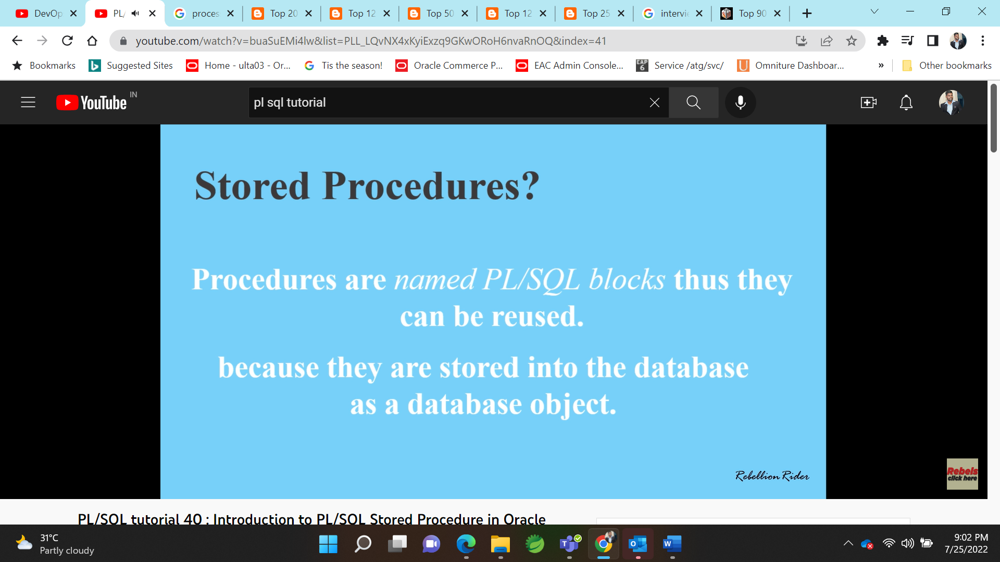 DevOp
PL/
proces
Top 20
Top 12
Top 50
Top 12
Top 25
intervie
Top 90
youtube.com/watch?v=buaSuEMi4lw&list=PLL_LQvNX4xKyiExzq9GKwORoH6nvaRnOQ&index=41
Bookmarks
Suggested Sites
Home - ulta03 - Or...
Tis the season!
Oracle Commerce P...
EAC Admin Console...
EAP 6
Service /atg/svc/
Omniture Dashboar...
»
Other bookmarks
YouTube IN
pl sql tutorial
Stored Procedures?
Procedures are named PL/SQL blocks thus they
can be reused.
because they are stored into the database
as a database object.
Rebellion Rider
Rebels
click here
PL/SQL tutorial 40 : Introduction to PL/SQL Stored Procedure in Oracle
31°C
Partly cloudy
9:02 PM
7/25/2022